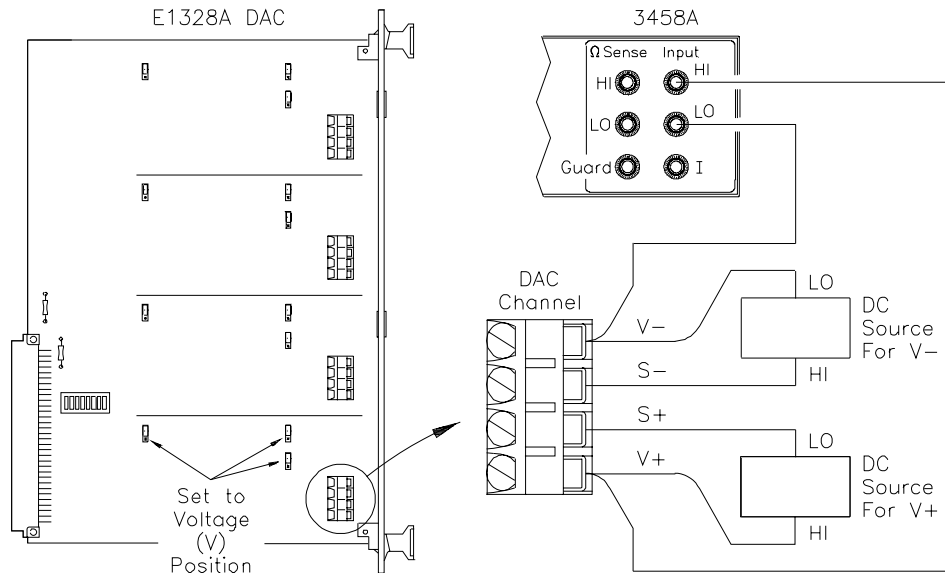 E1328A DAC
Set to
Voltage
(V)
Position
3458A
Ω Sense Input
HI HI
LO LO
Guard I
DAC
Channel
V−
S−
S+
V+
LO
DC
Source
For V−
HI
LO
DC
Source
For V+
HI